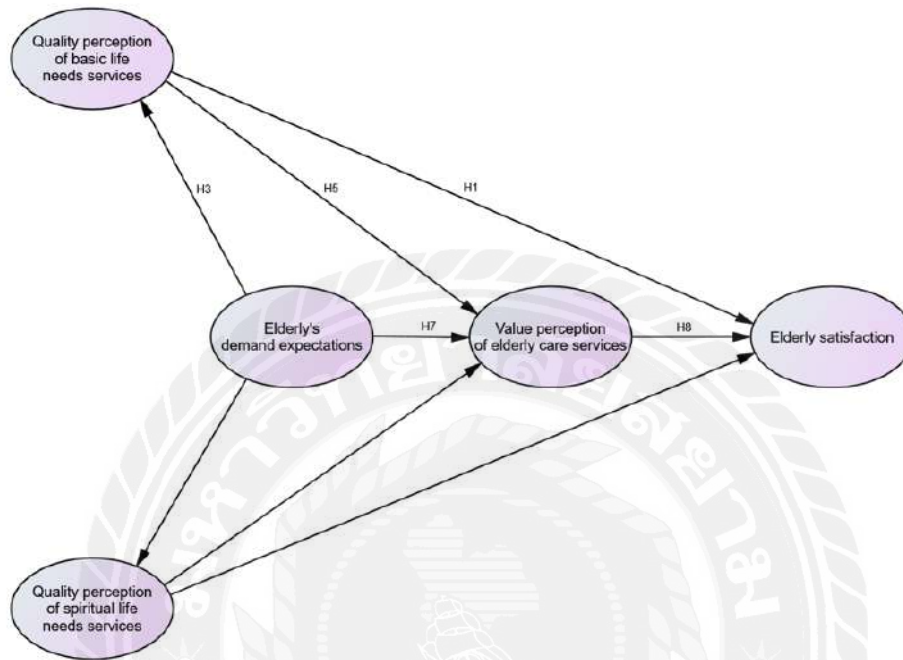 Quality perception
of basic life
needs services
H3
H5
H1
Elderly's
demand expectations
H7
Value perception
of elderly care services
H8
Elderly satisfaction
Quality perception
of spiritual life
needs services